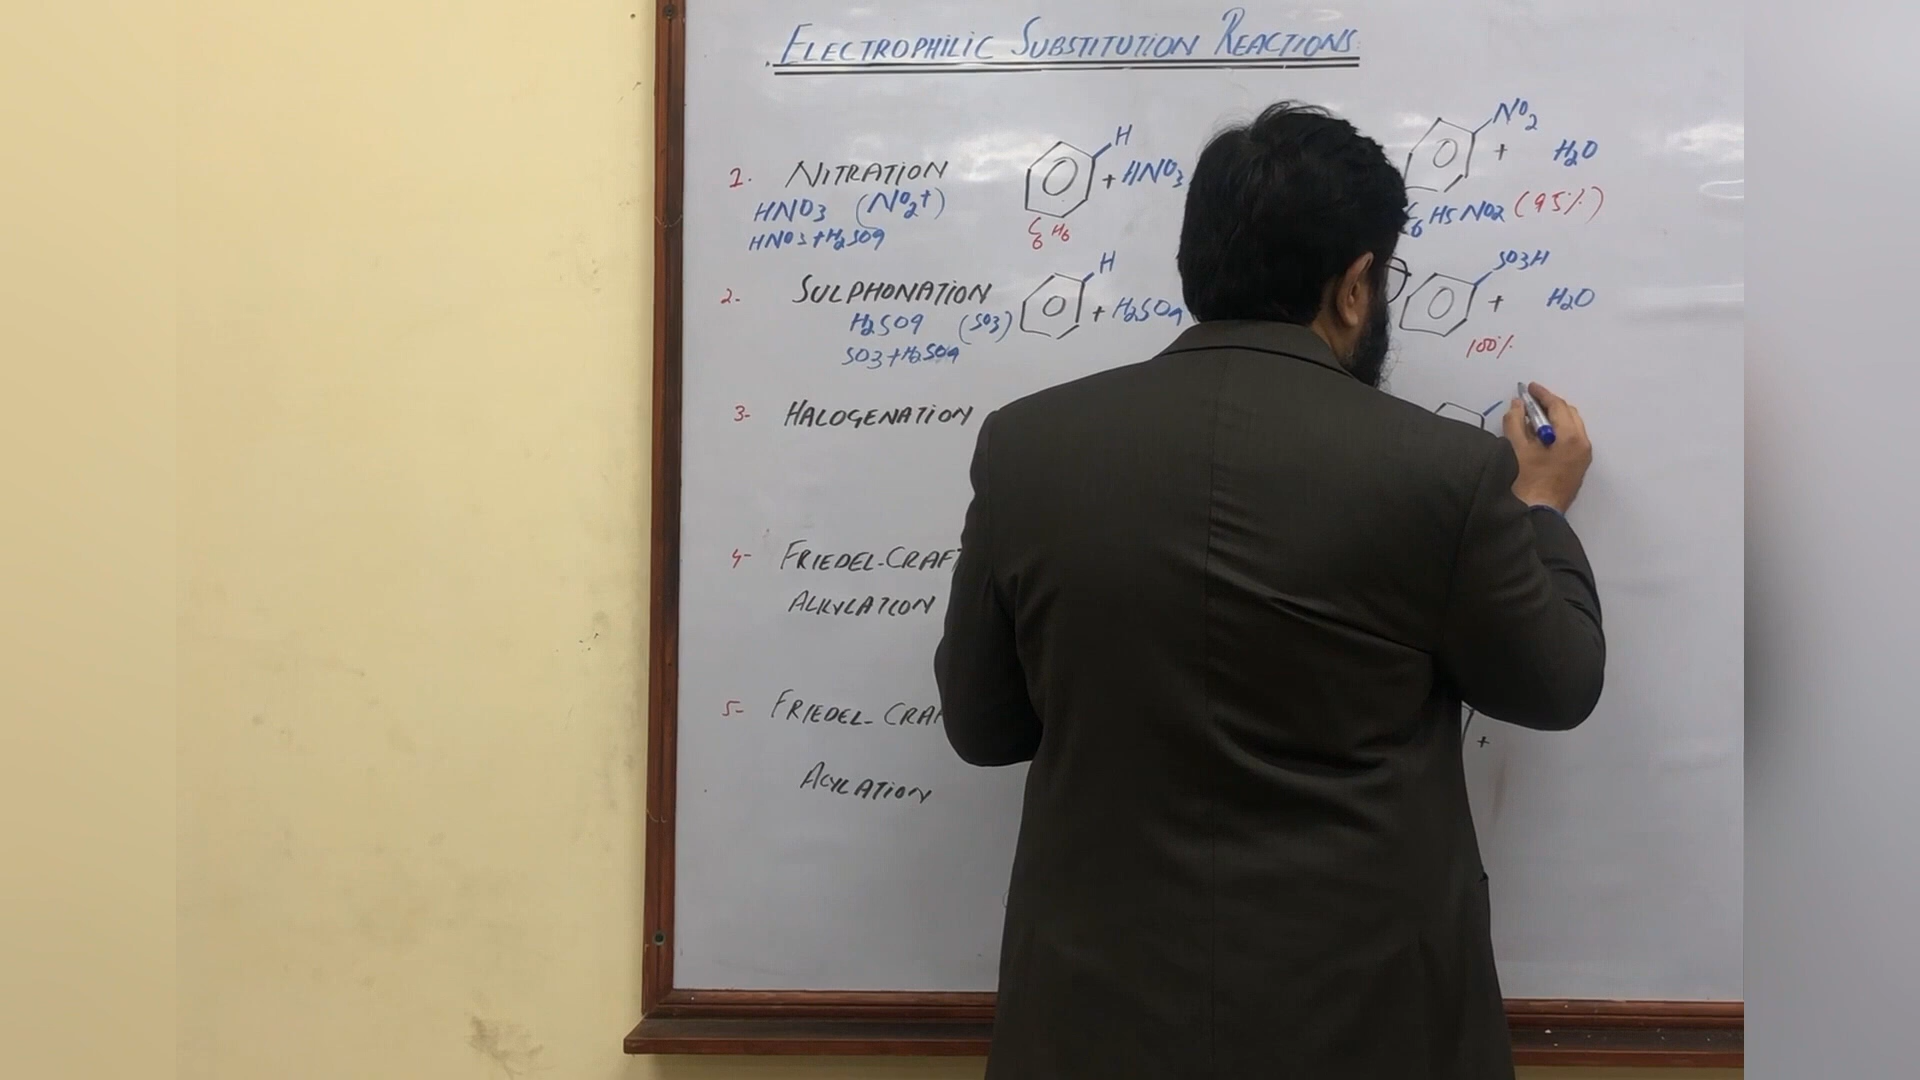 ELECTROPHILIC SUBSTITUTION REACTIONS
1. NITRATION
HNO3 (NO2+)
HNO3+H2SO4
H
+ HNO3
C6H6
NO2
+ H2O
C6H5NO2 (95%)
2. SULPHONATION
H2SO4 (SO3)
SO3+H2SO4
H
+ H2SO4
SO3H
+ H2O
100%
3- HALOGENATION
4- FRIEDEL-CRAFT
ALKYLATION
5- FRIEDEL-CRAF
ACYLATION
+